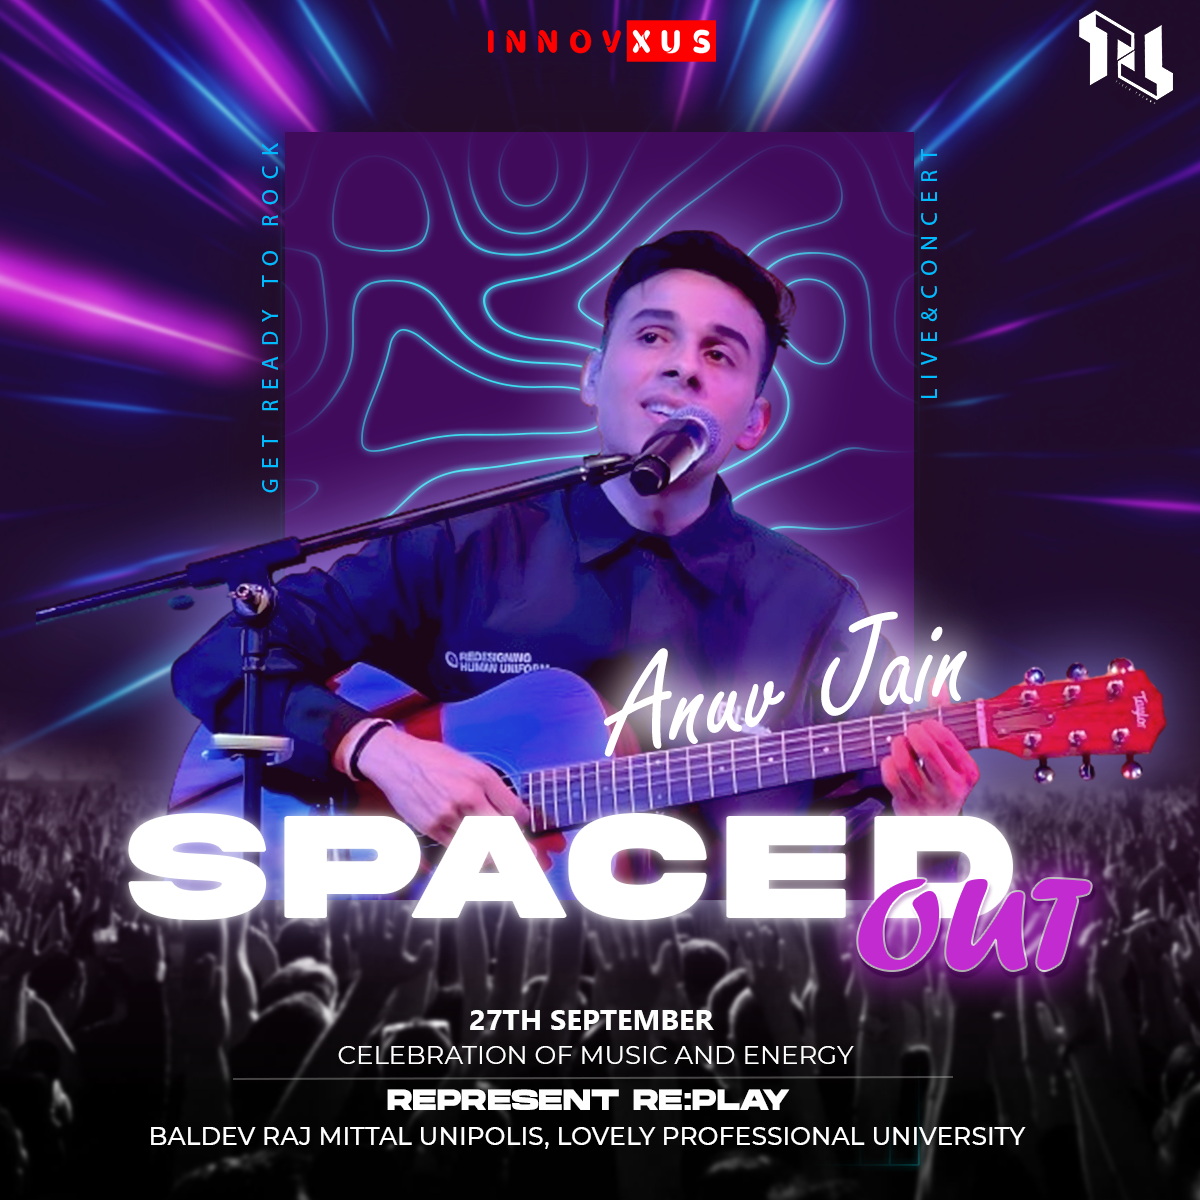 INNOVXUS
GET READY TO ROCK
LIVE&CONCERT
REDESIGNING
HUMAN UNIFORM
Anuv Jain
Taylor
SPACED
OUT
27TH SEPTEMBER
CELEBRATION OF MUSIC AND ENERGY
REPRESENT RE:PLAY
BALDEV RAJ MITTAL UNIPOLIS, LOVELY PROFESSIONAL UNIVERSITY